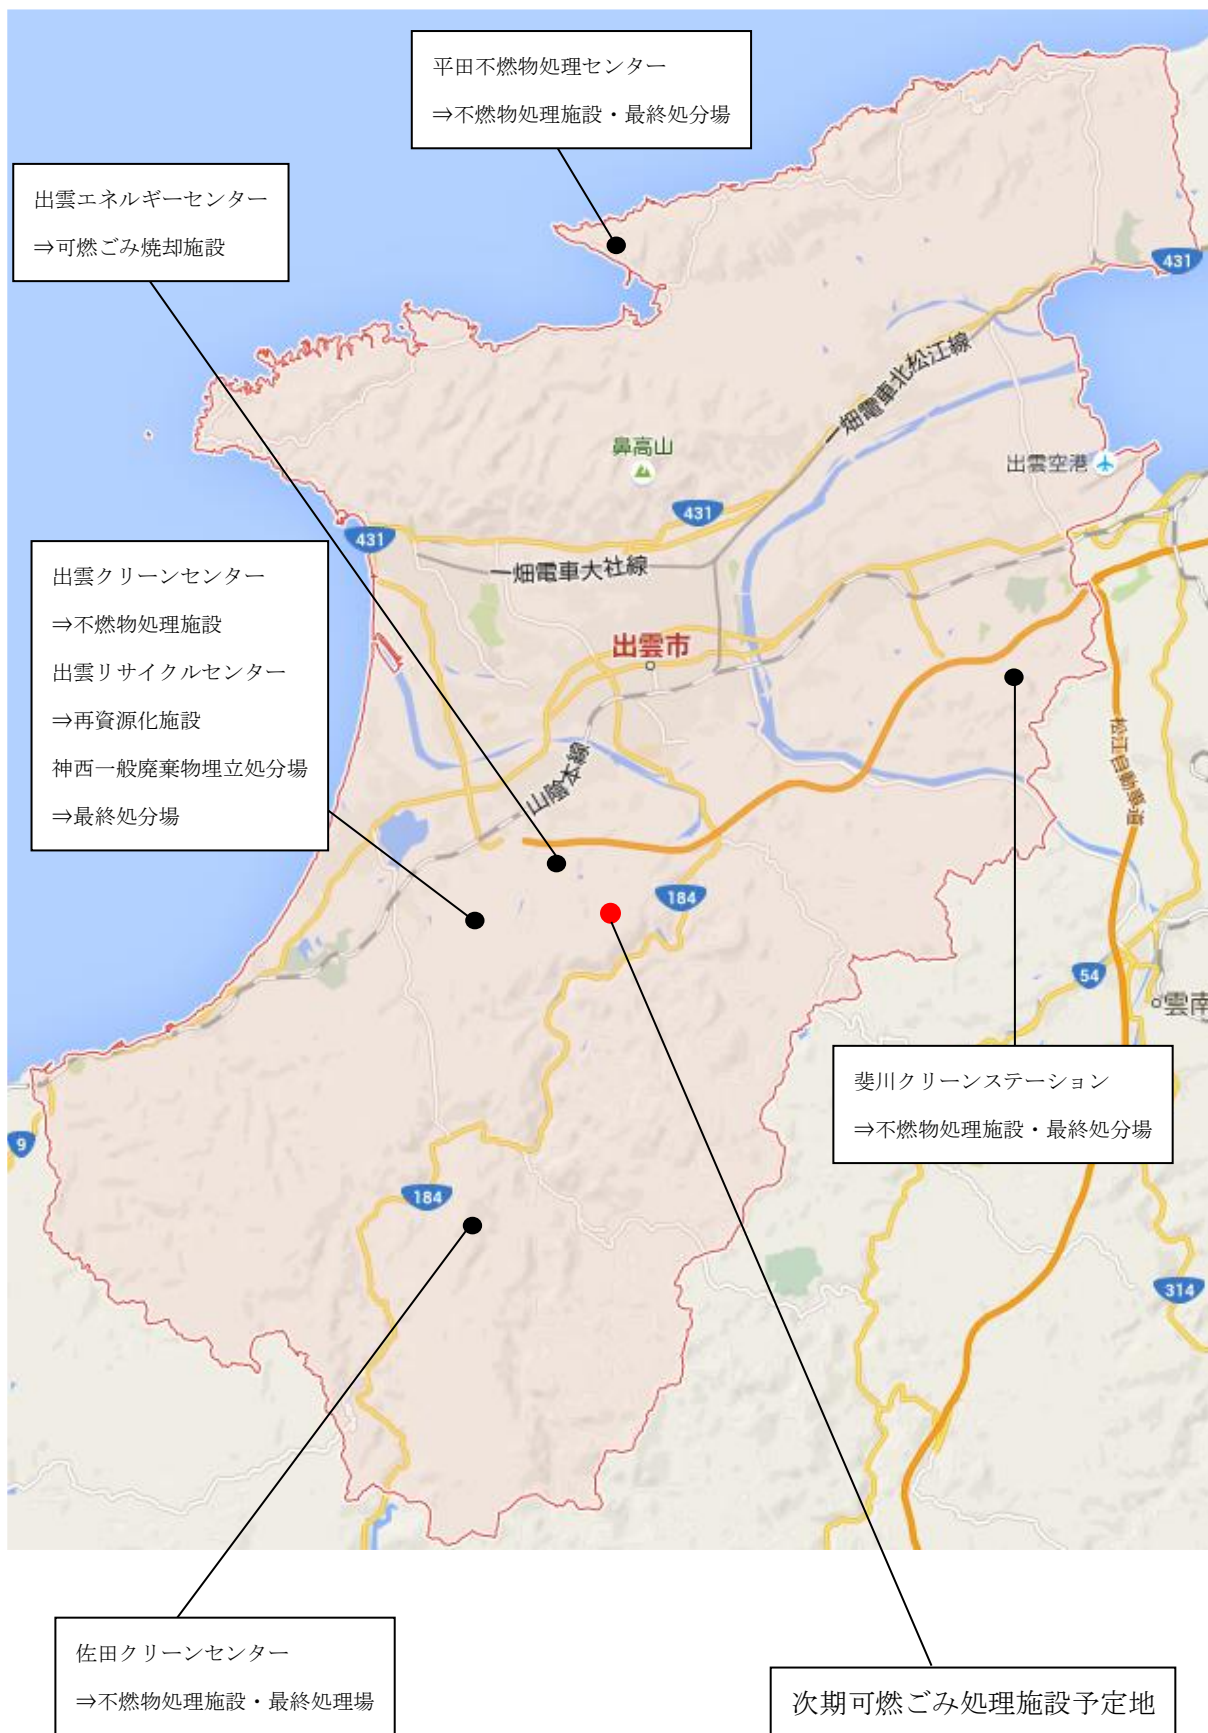 平田不燃物処理センター
⇒不燃物処理施設・最終処分場
出雲エネルギーセンター
⇒可燃ごみ焼却施設
431
畑電車北松江線
鼻高山
出雲空港
431
431
畑電車大社線
出雲クリーンセンター
⇒不燃物処理施設
出雲リサイクルセンター
⇒再資源化施設
神西一般廃棄物埋立処分場
⇒最終処分場
出雲市
松江自動車道
山陰本線
184
54
雲南
斐川クリーンステーション
⇒不燃物処理施設・最終処分場
9
184
314
佐田クリーンセンター
⇒不燃物処理施設・最終処理場
次期可燃ごみ処理施設予定地